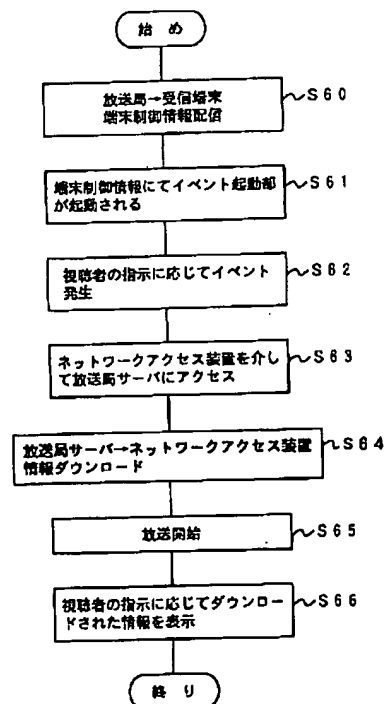 始 め
放送局→受信端末
端末制御情報配信
S60
端末制御情報にてイベント起動部
が起動される
S61
視聴者の指示に応じてイベント
発生
S62
ネットワークアクセス装置を介し
て放送局サーバにアクセス
S63
放送局サーバ→ネットワークアクセス装置
情報ダウンロード
S64
放送開始
S65
視聴者の指示に応じてダウンロー
ドされた情報を表示
S66
終 り